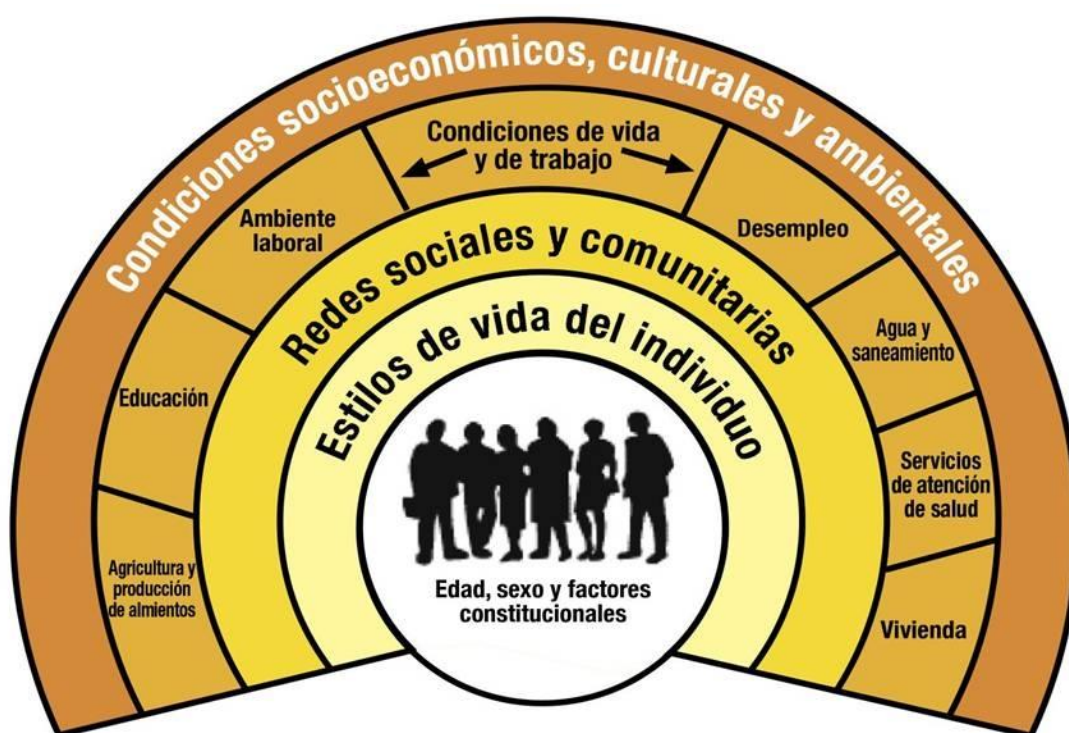 Condiciones socioeconómicos, culturales y ambientales
Condiciones de vida
y de trabajo
Ambiente
laboral
Desempleo
Educación
Agua y
saneamiento
Agricultura y
producción
de almientos
Servicios
de atención
de salud
Vivienda
Redes sociales y comunitarias
Estilos de vida del individuo
Edad, sexo y factores
constitucionales